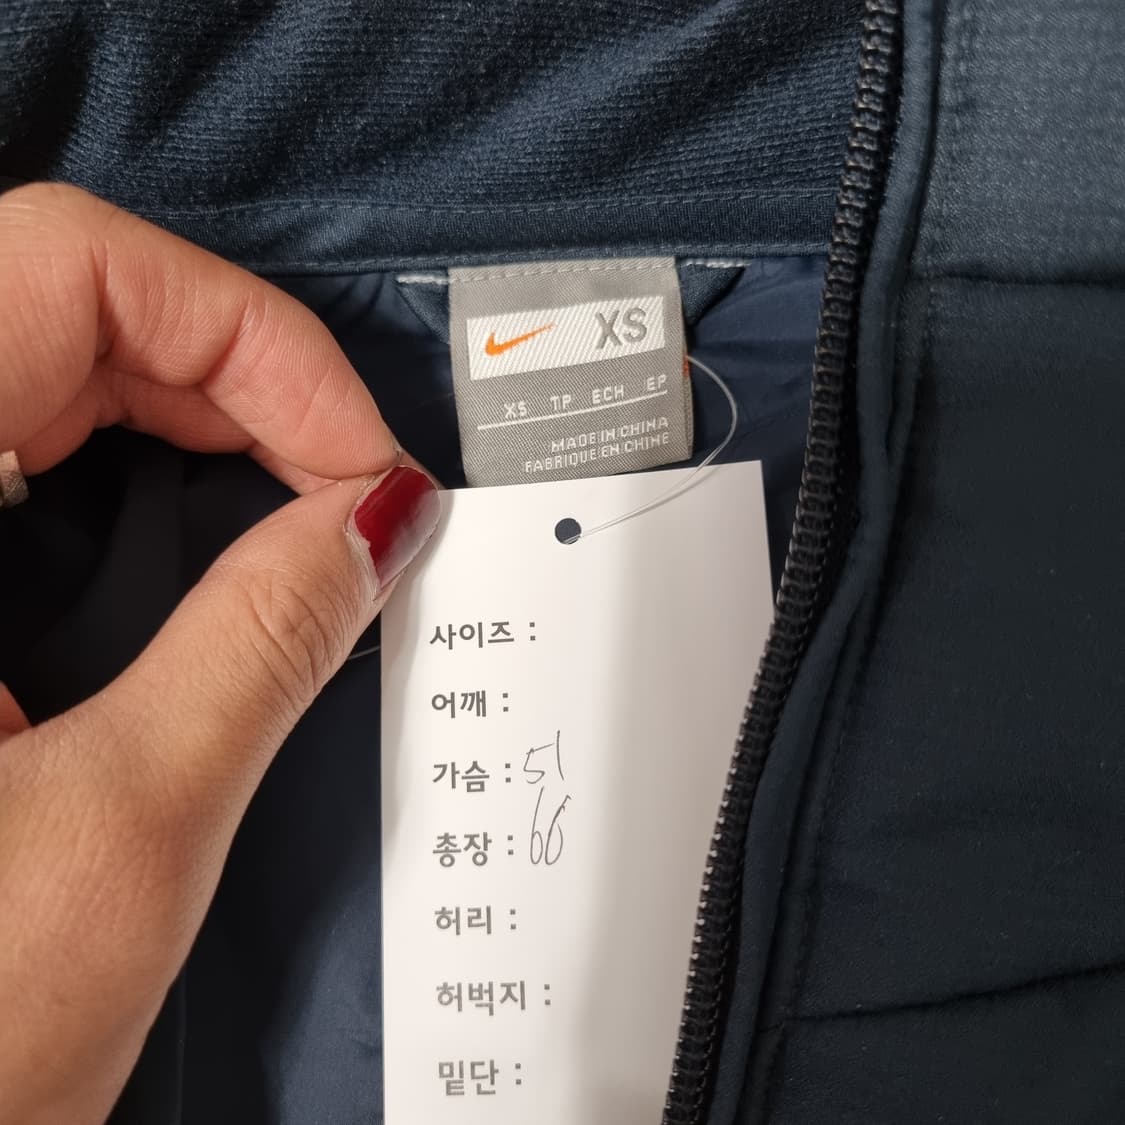 XS
XS TP ECH EP
MADE IN CHINA
FABRIQUE EN CHINE
사이즈 :
어깨 :
가슴 : 51
총장 : 66
허리 :
허벅지 :
밑단 :